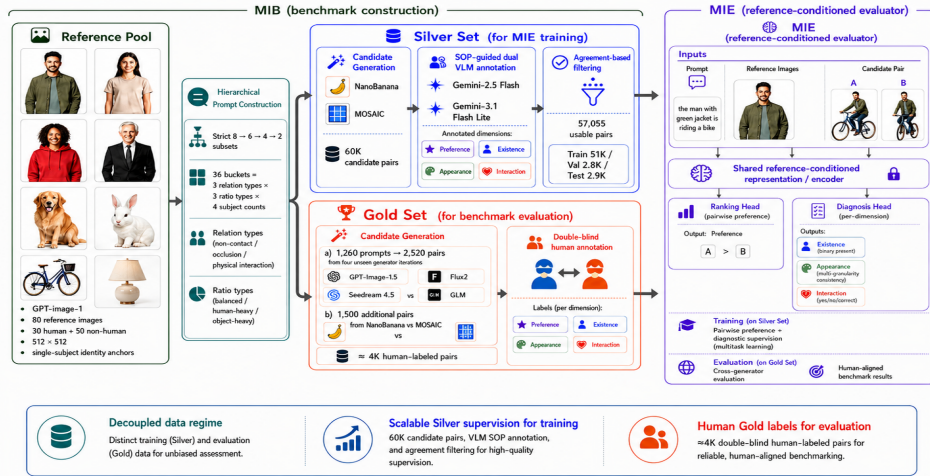 MIB (benchmark construction)
MIE (reference-conditioned evaluator)
Reference Pool
GPT-image-1
80 reference images
30 human + 50 non-human
512 × 512
single-subject identity anchors
Hierarchical
Prompt Construction
Strict 8 → 6 → 4 → 2
subsets
36 buckets =
3 relation types ×
3 ratio types ×
4 subject counts
Relation types
(non-contact /
occlusion /
physical interaction)
Ratio types
(balanced /
human-heavy /
object-heavy)
Silver Set (for MIE training)
Candidate
Generation
NanoBanana
MOSAIC
60K
candidate pairs
SOP-guided dual
VLM annotation
Gemini-2.5 Flash
Gemini-3.1
Flash Lite
Annotated dimensions:
Preference
Existence
Appearance
Interaction
Agreement-based
filtering
57,055
usable pairs
Train 51K /
Val 2.8K /
Test 2.9K
Gold Set (for benchmark evaluation)
Candidate Generation
a) 1,260 prompts → 2,520 pairs
from four unseen generator iterations
GPT-Image-1.5
Flux2
Seedream 4.5
vs
GLM
GLM
b) 1,500 additional pairs
from NanoBanana vs MOSAIC
vs
≈ 4K human-labeled pairs
Double-blind
human annotation
Labels (per dimension):
Preference
Existence
Appearance
Interaction
MIE
(reference-conditioned evaluator)
Inputs
Prompt
the man with
green jacket is
riding a bike
Reference Images
Candidate Pair
A
B
Shared reference-conditioned
representation / encoder
Ranking Head
(pairwise preference)
Output: Preference
A > B
Diagnosis Head
(per-dimension)
Outputs:
Existence
(binary present)
Appearance
(multi-granularity
consistency)
Interaction
(yes/no/correct)
Training (on Silver Set)
Pairwise preference +
diagnostic supervision
(multitask learning)
Evaluation (on Gold Set)
Cross-generator
evaluation
Human-aligned
benchmark results
Decoupled data regime
Distinct training (Silver) and evaluation
(Gold) data for unbiased assessment.
Scalable Silver supervision for training
60K candidate pairs, VLM SOP annotation,
and agreement filtering for high-quality
supervision.
Human Gold labels for evaluation
≈4K double-blind human-labeled pairs for
reliable, human-aligned benchmarking.